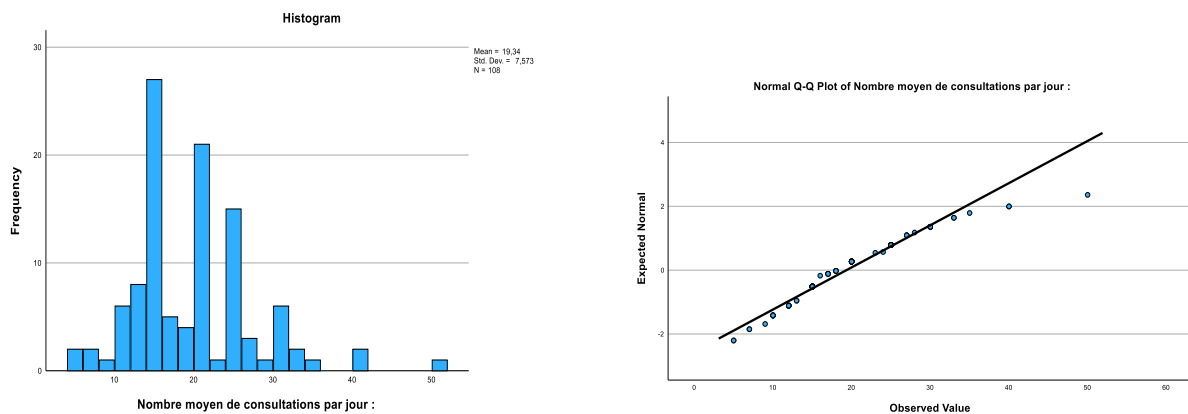 Histogram
30
20
10
0
Frequency
10
20
30
40
50
Nombre moyen de consultations par jour :
Mean = 19,34
Std. Dev. = 7,573
N = 108
Normal Q-Q Plot of Nombre moyen de consultations par jour :
4
2
0
-2
Expected Normal
0
10
20
30
40
50
60
Observed Value